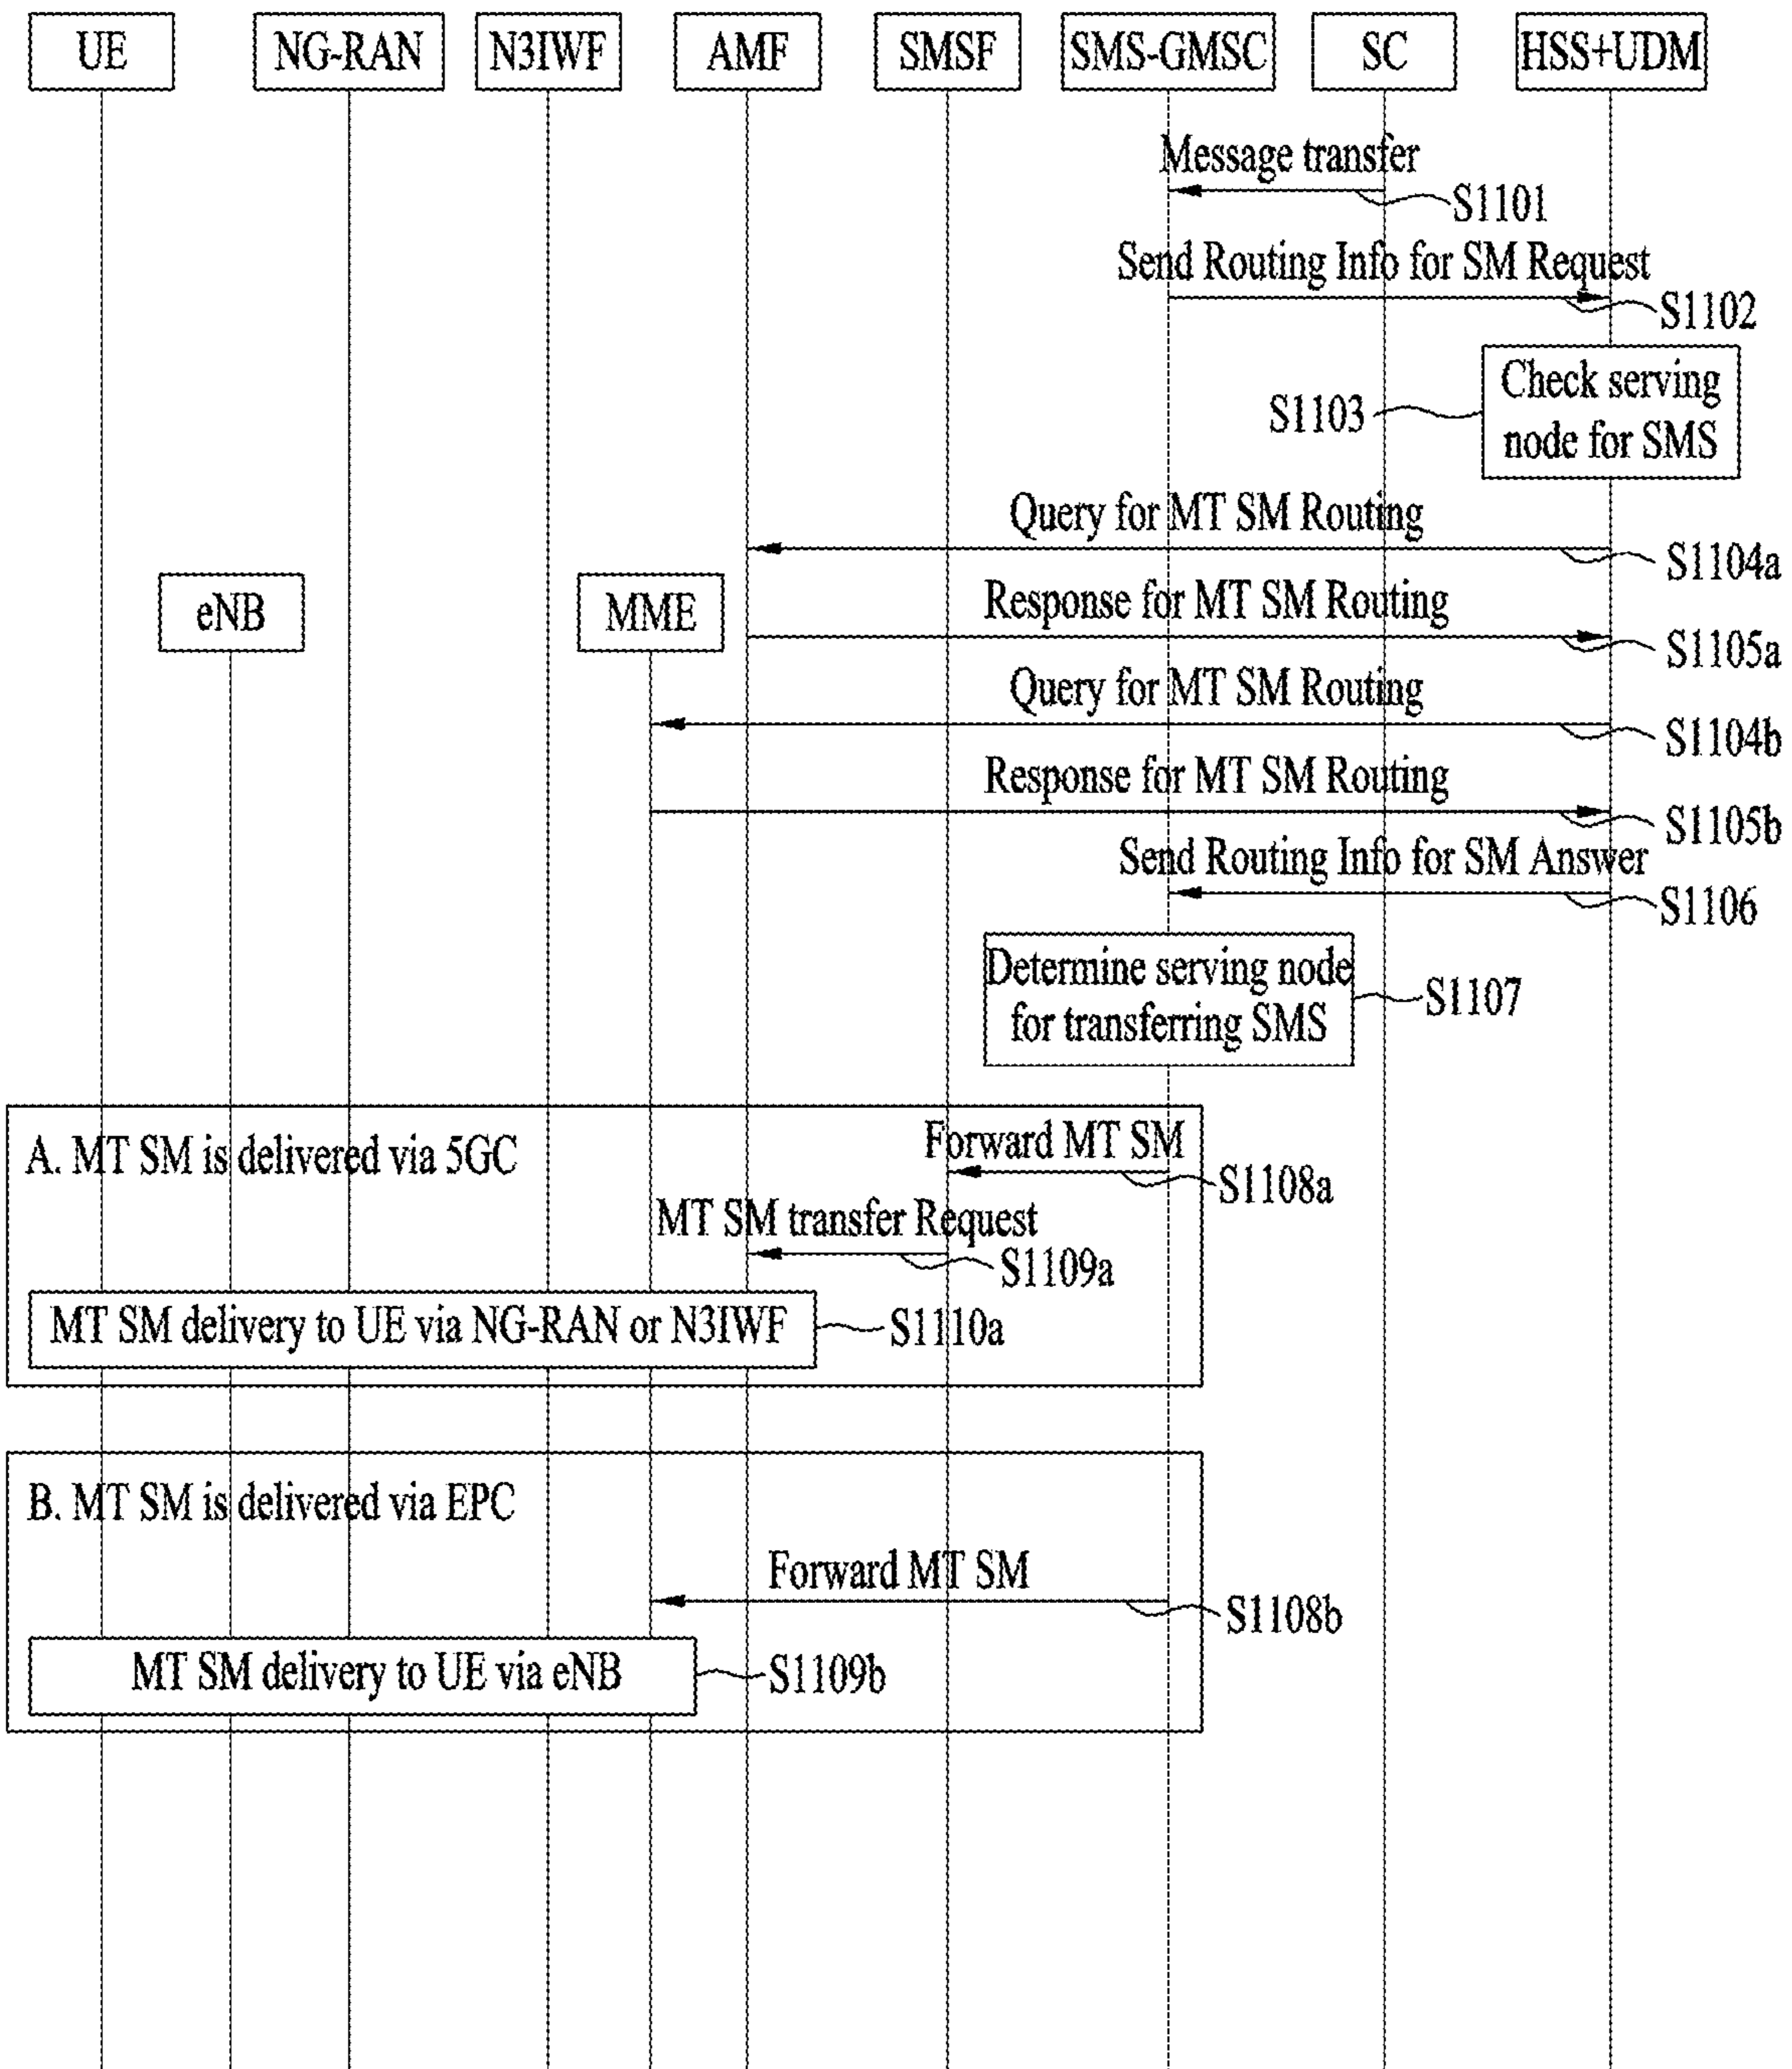 UE NG-RAN N3IWF AMF SMSF SMS-GMSC SC HSS+UDM
Message transfer
S1101
Send Routing Info for SM Request
S1102
Check serving
node for SMS
S1103
Query for MT SM Routing
S1104a
eNB MME
Response for MT SM Routing
S1105a
Query for MT SM Routing
S1104b
Response for MT SM Routing
S1105b
Send Routing Info for SM Answer
S1106
Determine serving node
for transferring SMS
S1107
A. MT SM is delivered via 5GC
Forward MT SM
S1108a
MT SM transfer Request
S1109a
MT SM delivery to UE via NG-RAN or N3IWF
S1110a
B. MT SM is delivered via EPC
Forward MT SM
S1108b
MT SM delivery to UE via eNB
S1109b